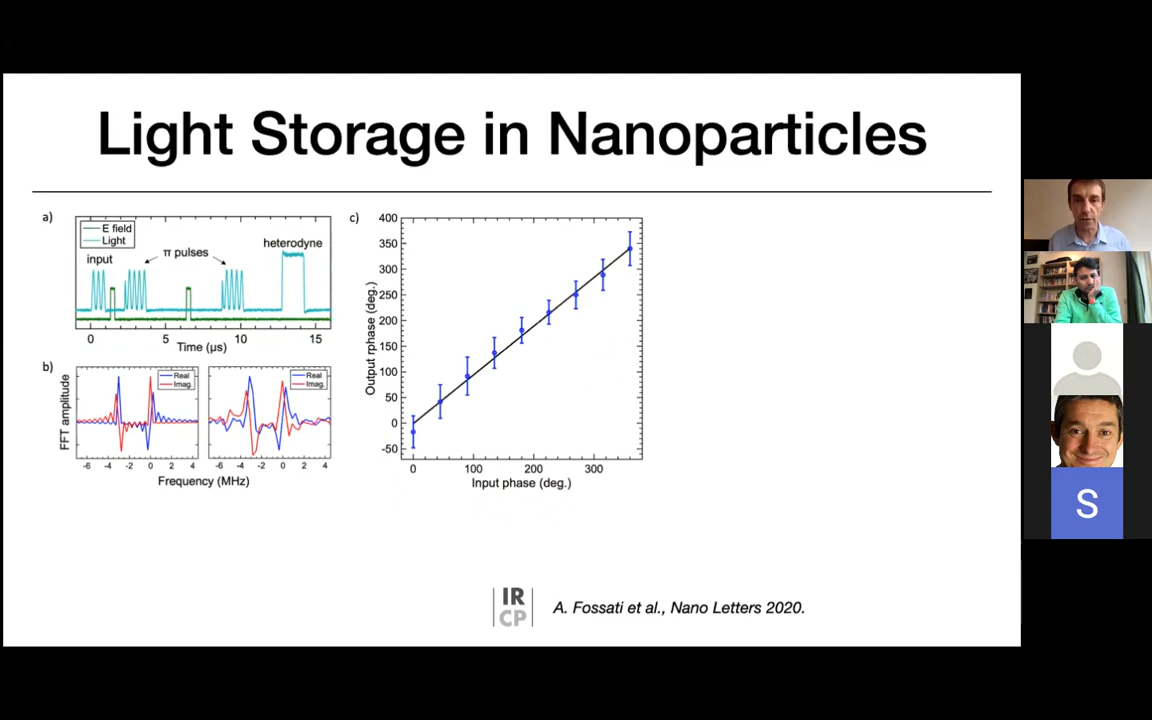 Light Storage in Nanoparticles
a)
E field
Light
input
π pulses
heterodyne
0
5
10
15
Time (μs)
b)
FFT amplitude
Real
Imag.
-6
-4
-2
0
2
4
Real
Imag.
-6
-4
-2
0
2
4
Frequency (MHz)
c)
Output rphase (deg.)
400
350
300
250
200
150
100
50
0
-50
0
100
200
300
Input phase (deg.)
IR
CP
A. Fossati et al., Nano Letters 2020.
S